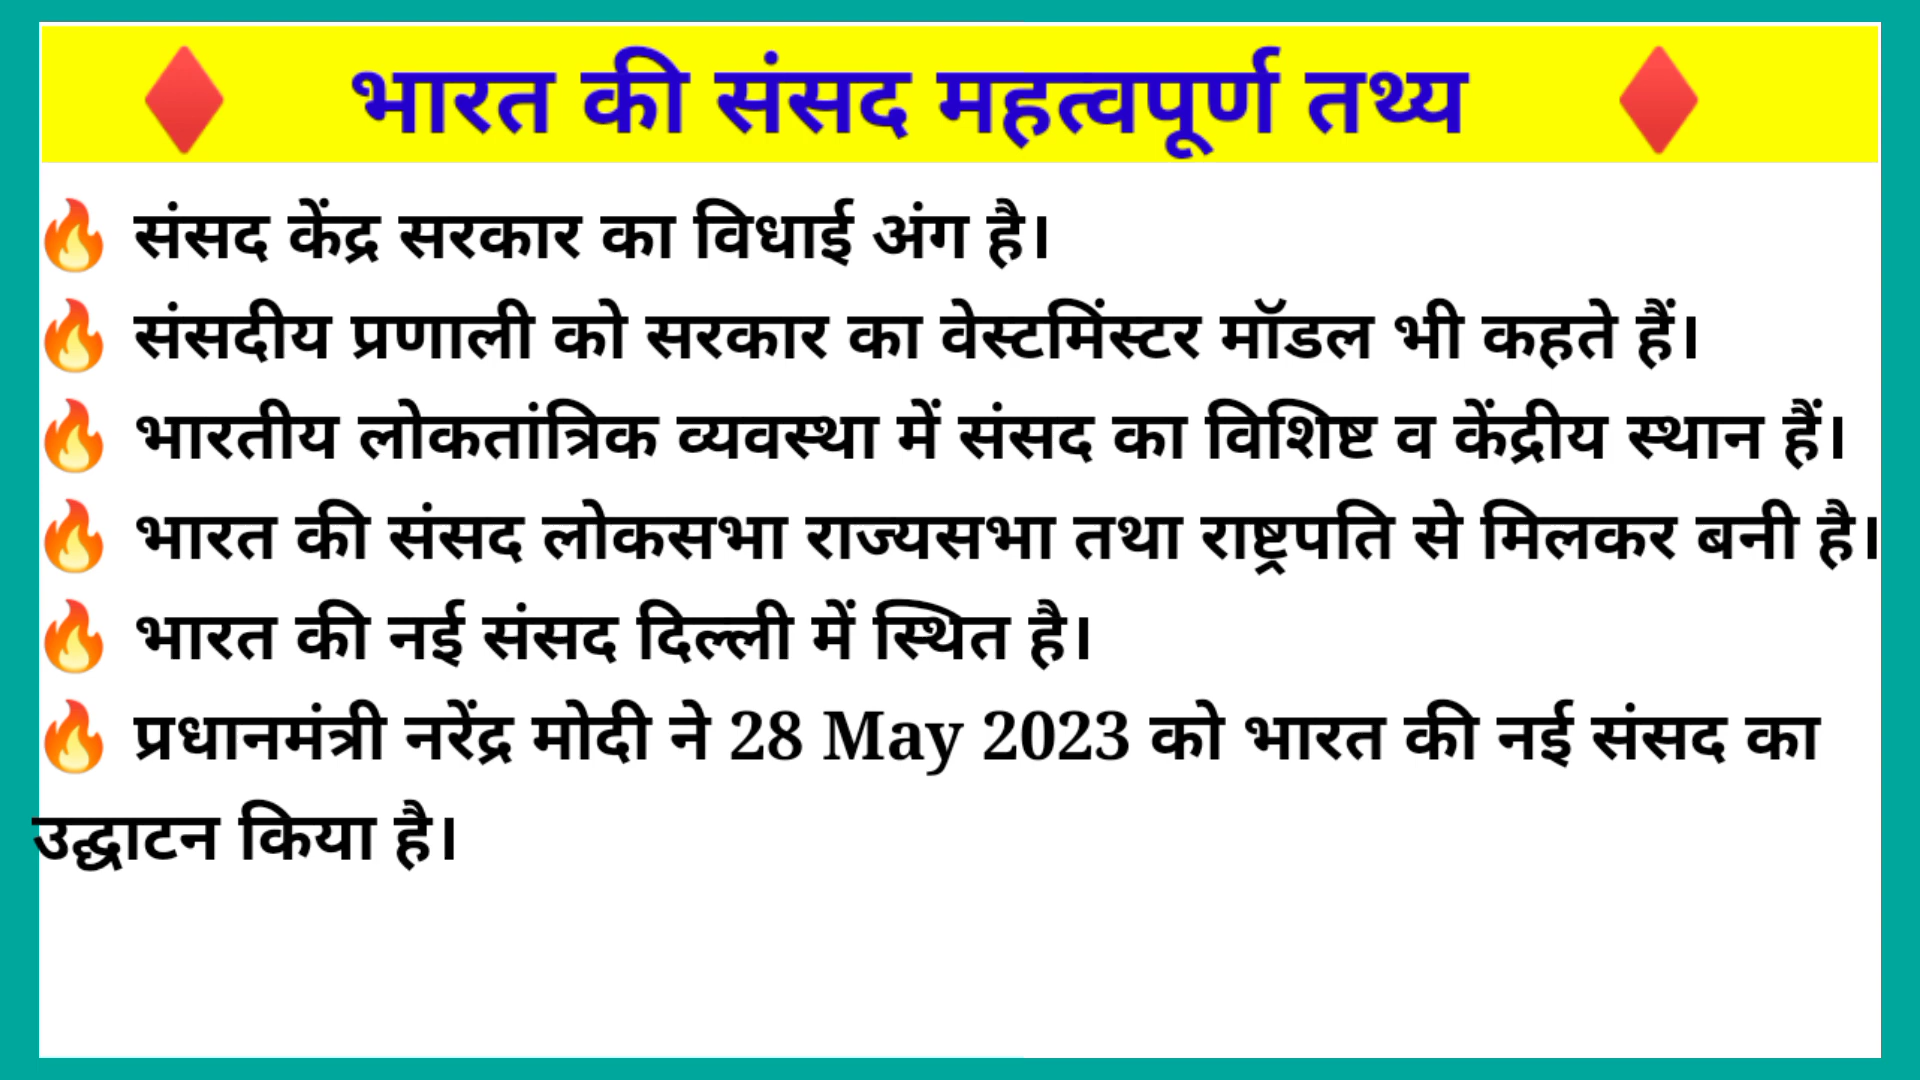 ♦️ भारत की संसद महत्वपूर्ण तथ्य ♦️
🔥 संसद केंद्र सरकार का विधाई अंग है।
🔥 संसदीय प्रणाली को सरकार का वेस्टमिंस्टर मॉडल भी कहते हैं।
🔥 भारतीय लोकतांत्रिक व्यवस्था में संसद का विशिष्ट व केंद्रीय स्थान हैं।
🔥 भारत की संसद लोकसभा राज्यसभा तथा राष्ट्रपति से मिलकर बनी है।
🔥 भारत की नई संसद दिल्ली में स्थित है।
🔥 प्रधानमंत्री नरेंद्र मोदी ने 28 May 2023 को भारत की नई संसद का
उद्घाटन किया है।